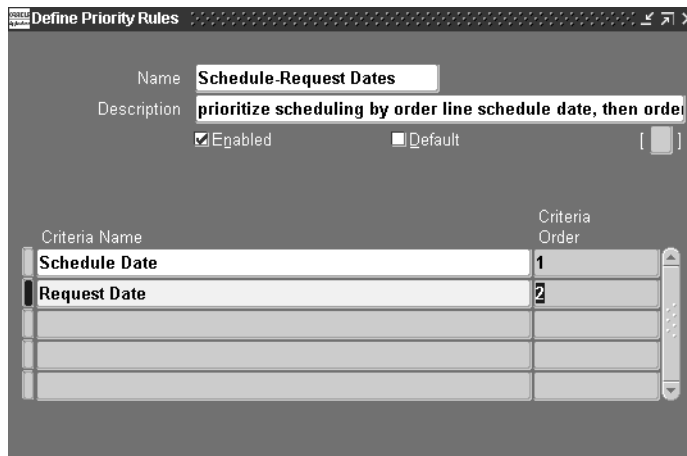 Define Priority Rules
Name Schedule-Request Dates
Description prioritize scheduling by order line schedule date, then order
Enabled Default [ ]
Criteria
Criteria Name Order
Schedule Date 1
Request Date 2